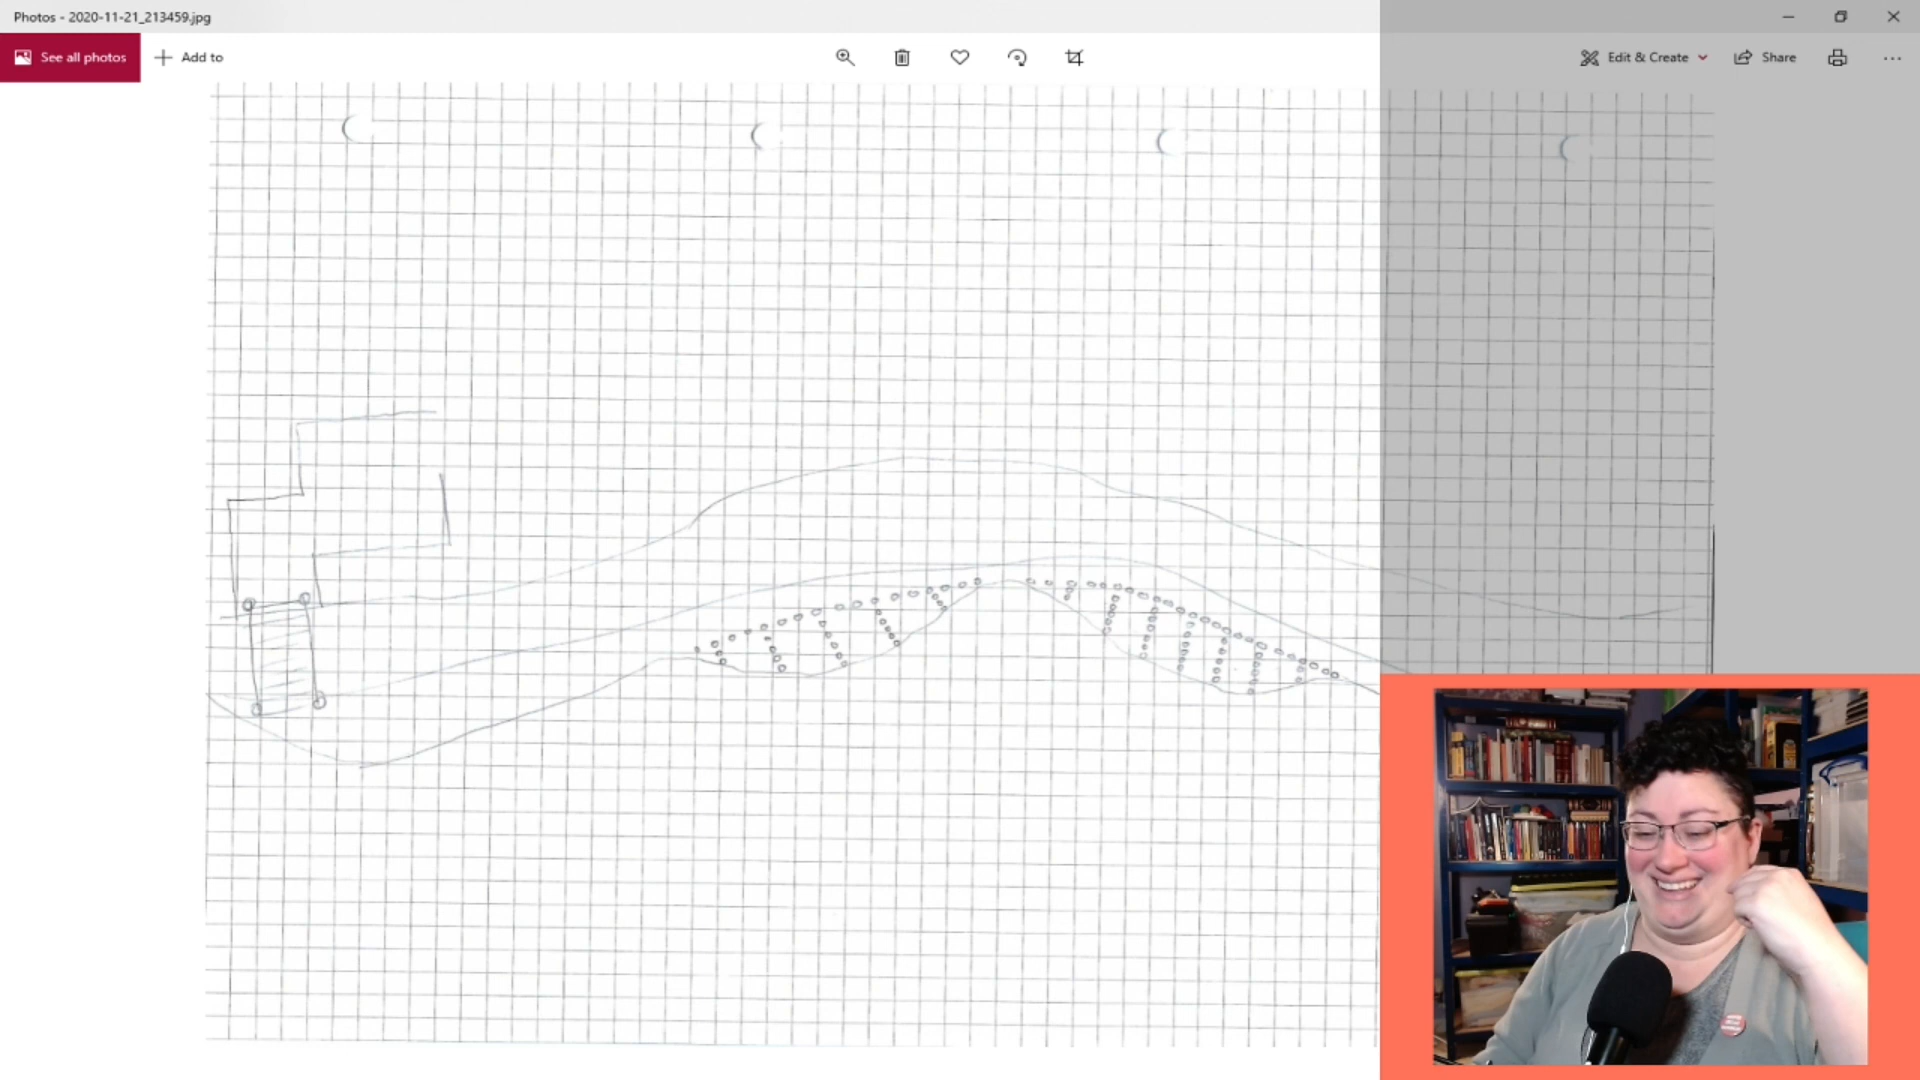 Photos - 2020-11-21_213459.jpg
See all photos
Add to
Edit & Create
Share